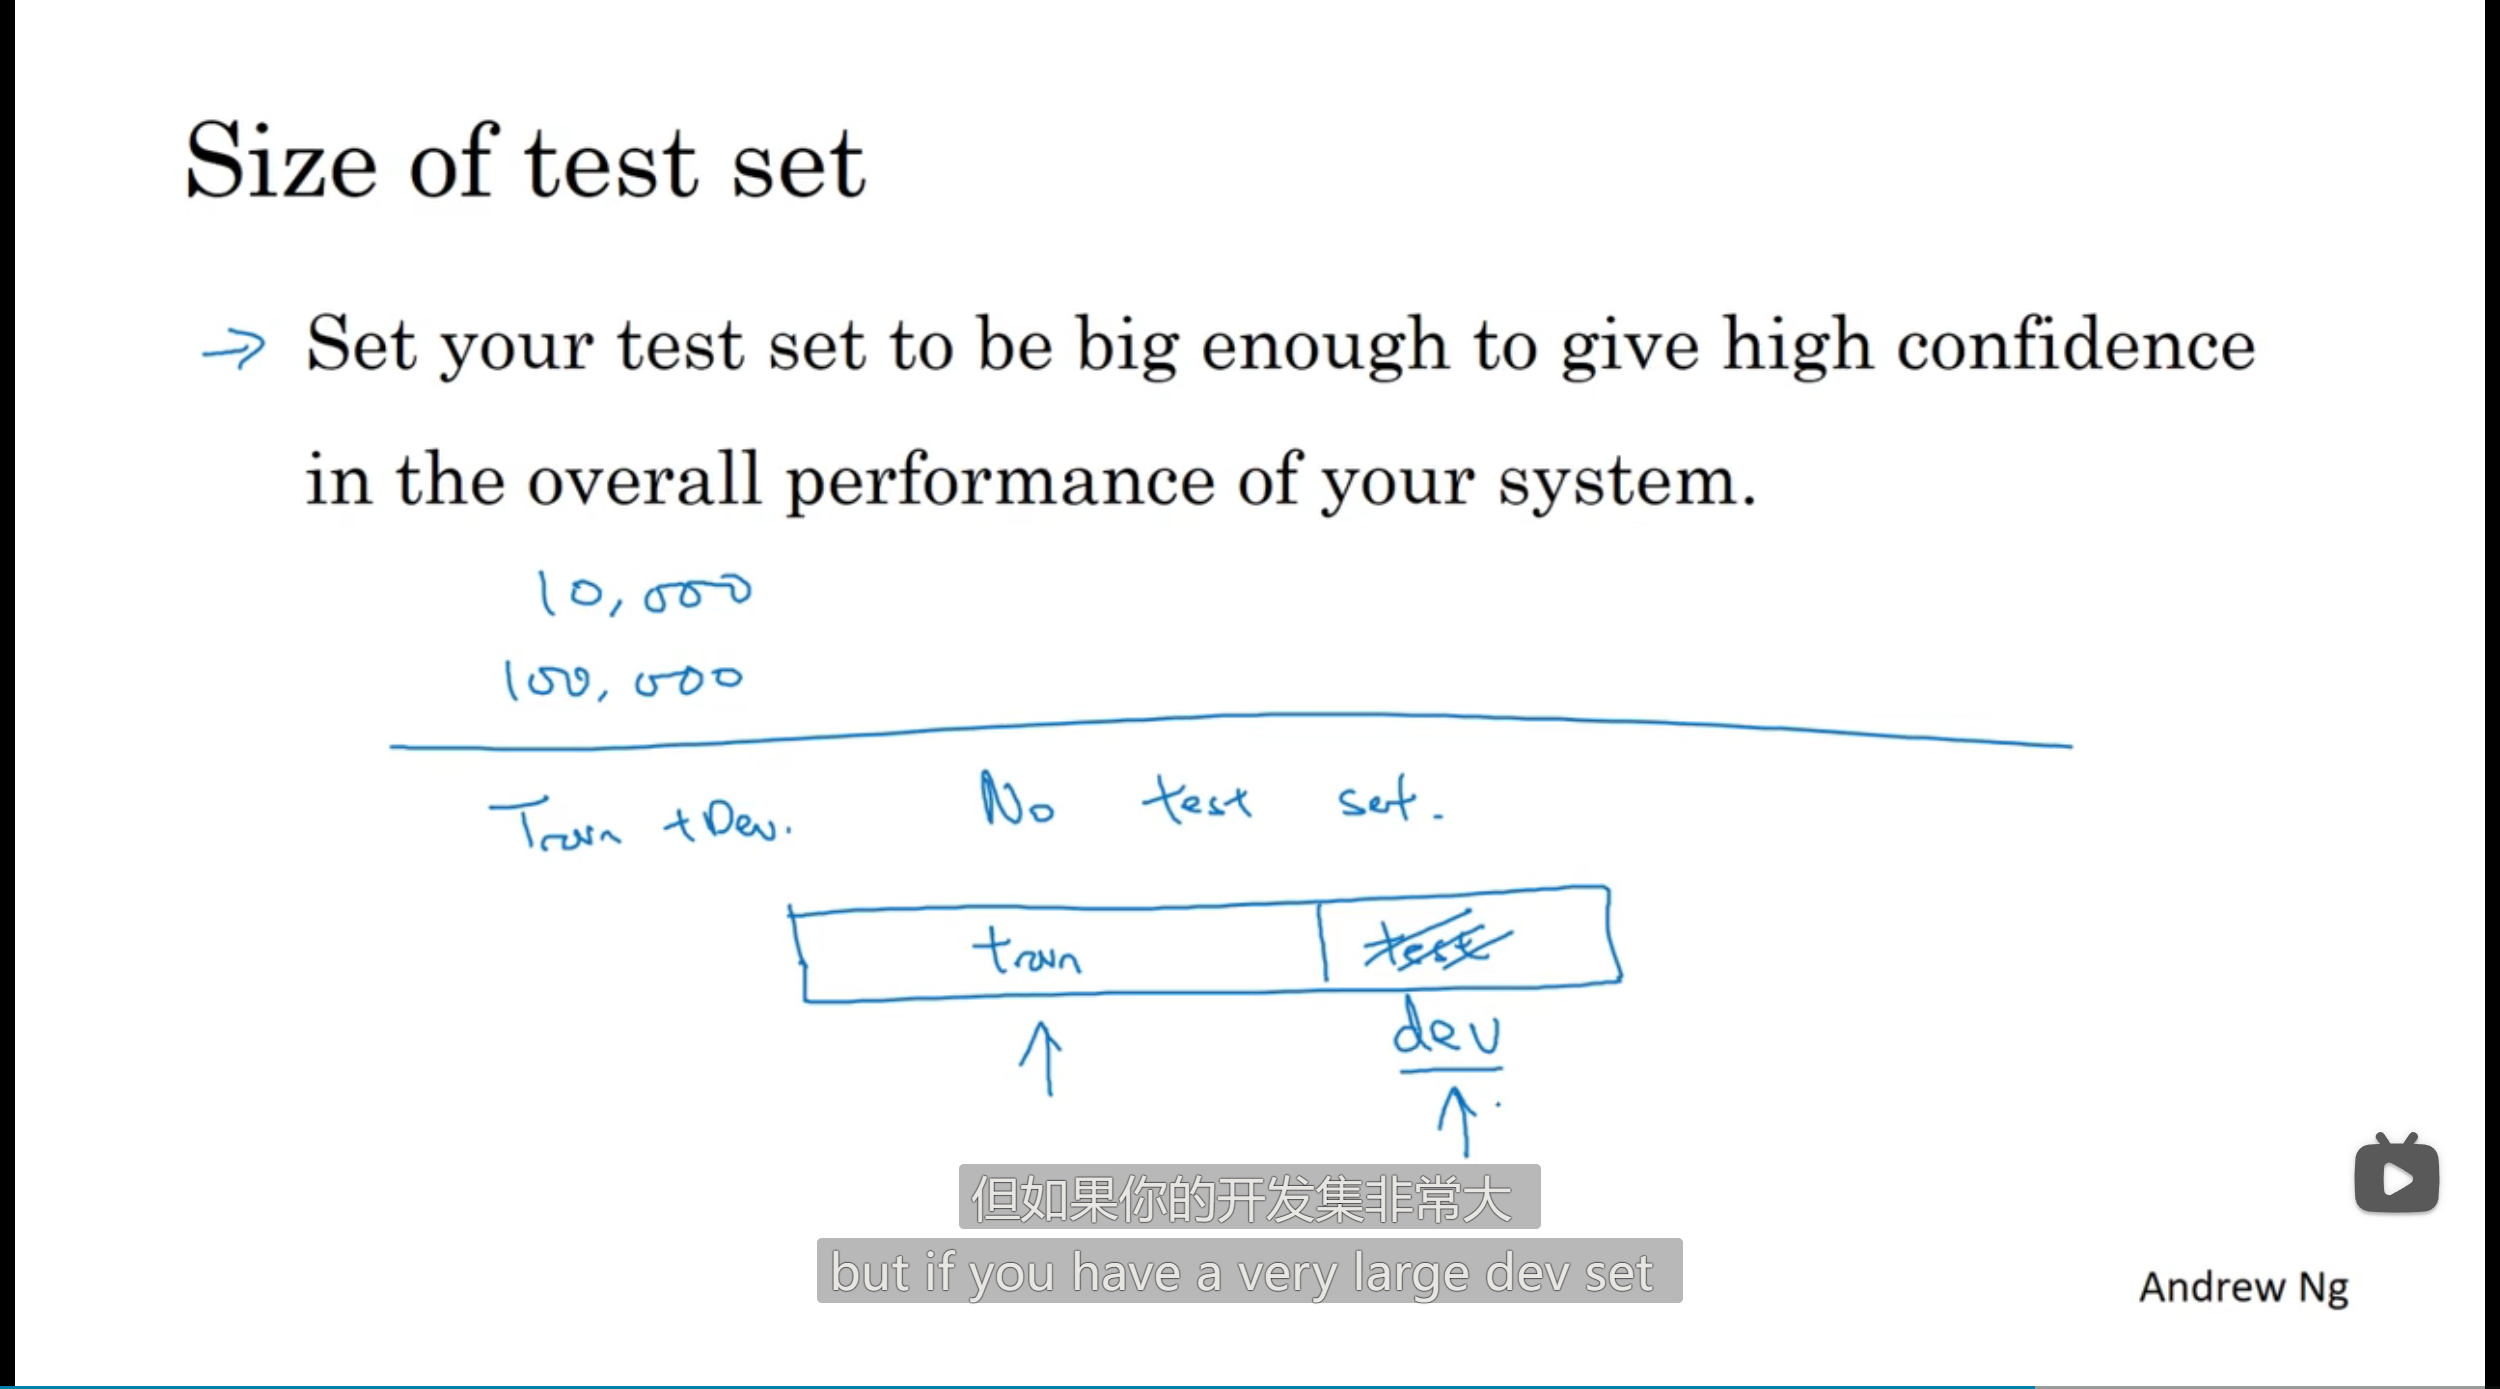 Size of test set
⇒ Set your test set to be big enough to give high confidence
in the overall performance of your system.
10,000
100,000
Train + Dev. No test set.
train test
dev
但如果你的开发集非常大
but if you have a very large dev set
Andrew Ng